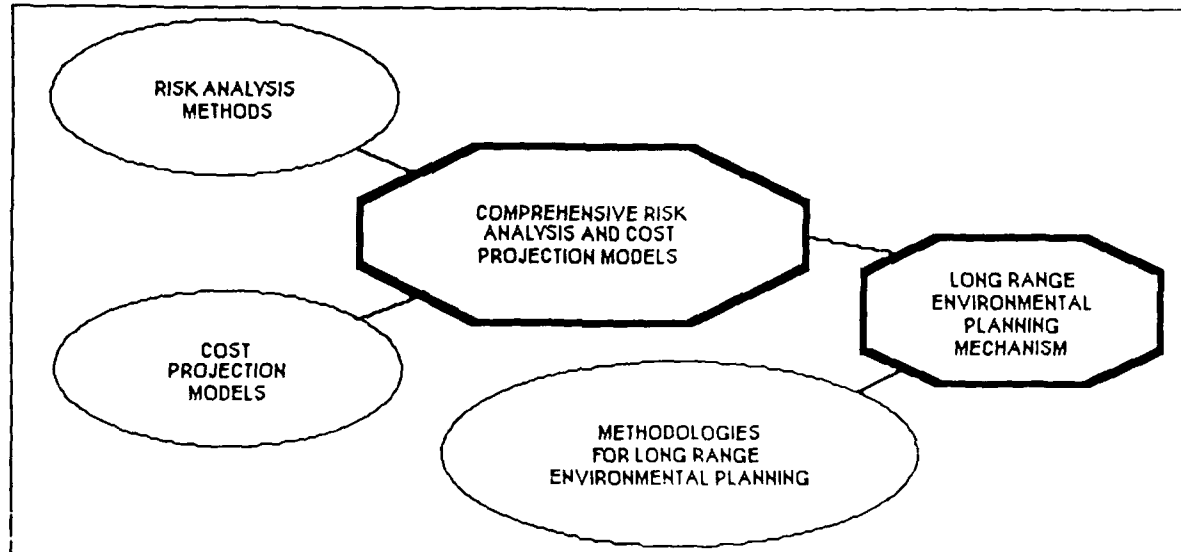 RISK ANALYSIS
METHODS
COMPREHENSIVE RISK
ANALYSIS AND COST
PROJECTION MODELS
LONG RANGE
ENVIRONMENTAL
PLANNING
MECHANISM
COST
PROJECTION
MODELS
METHODOLOGIES
FOR LONG RANGE
ENVIRONMENTAL PLANNING